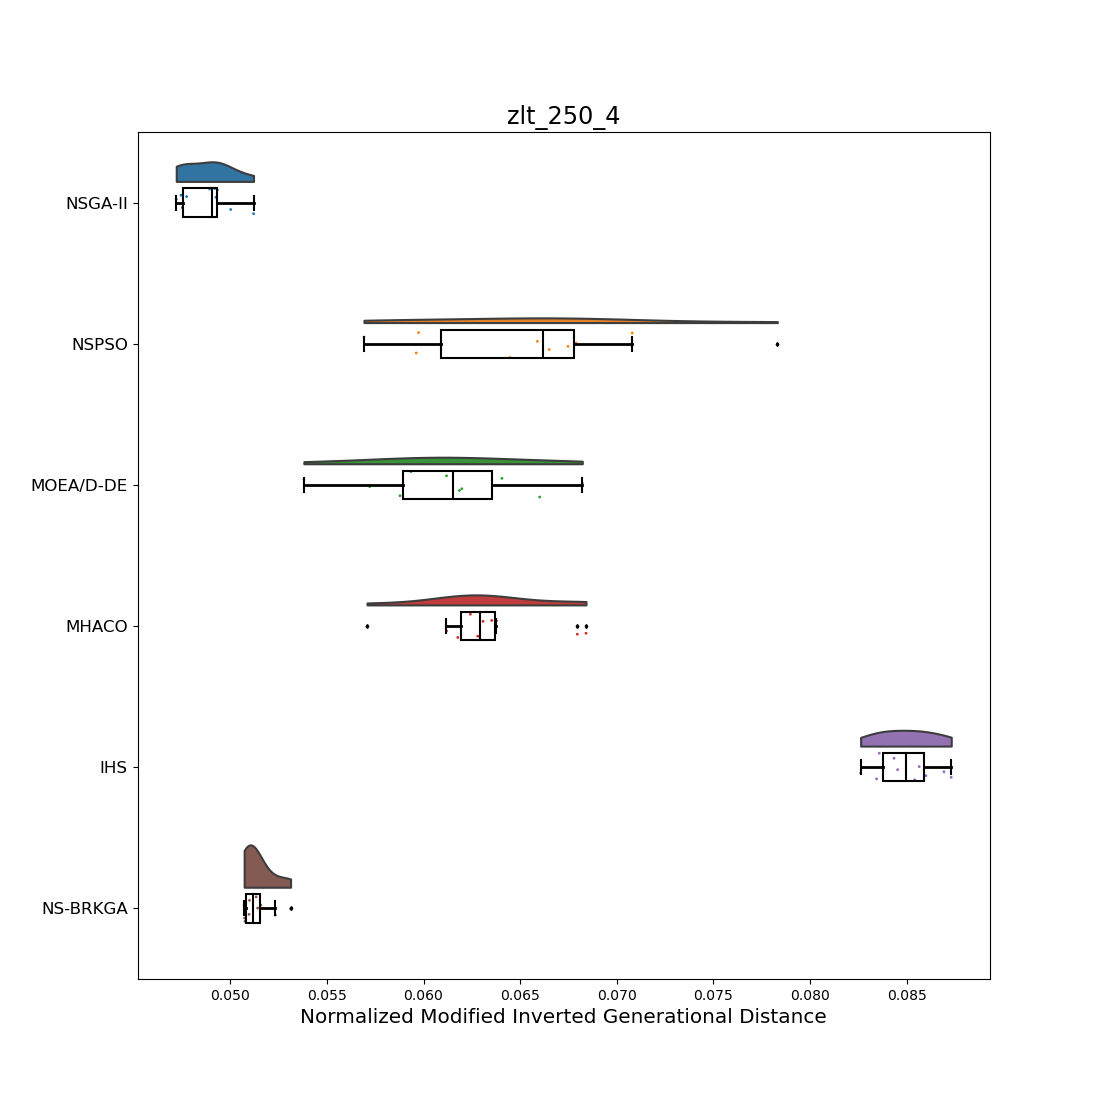 zlt_250_4
NSGA-II
NSPSO
MOEA/D-DE
MHACO
IHS
NS-BRKGA
0.050 0.055 0.060 0.065 0.070 0.075 0.080 0.085
Normalized Modified Inverted Generational Distance